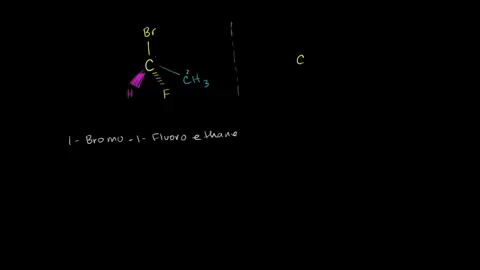 Br
C C
CH3
H F
1-Bromo-1-Fluoro ethane